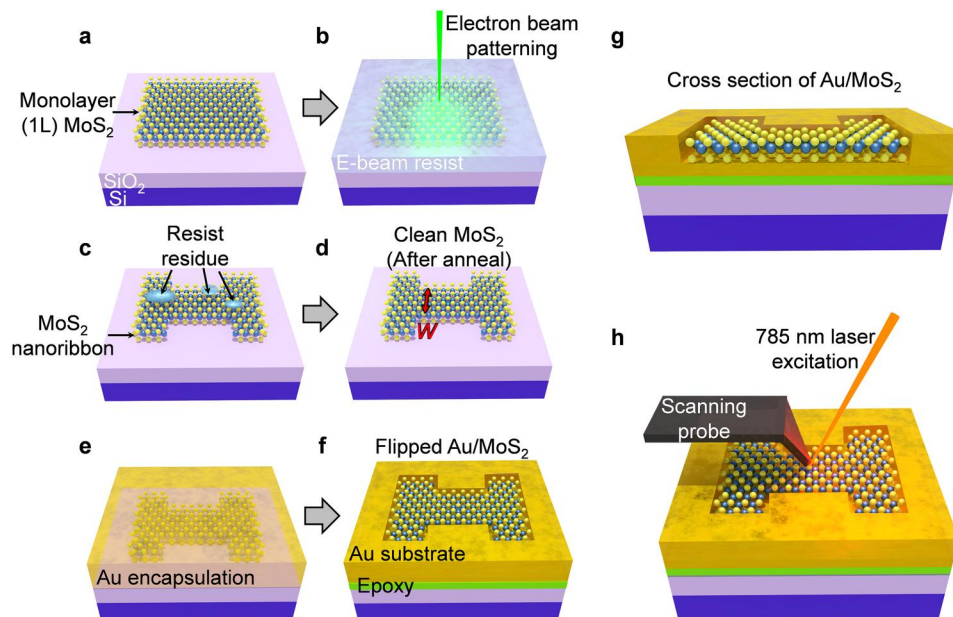 a
Monolayer
(1L) MoS₂
SiO₂
Si
b
Electron beam
patterning
E-beam resist
c
Resist
residue
MoS₂
nanoribbon
d
Clean MoS₂
(After anneal)
W
e
Au encapsulation
f
Flipped Au/MoS₂
Au substrate
Epoxy
g
Cross section of Au/MoS₂
h
785 nm laser
excitation
Scanning
probe